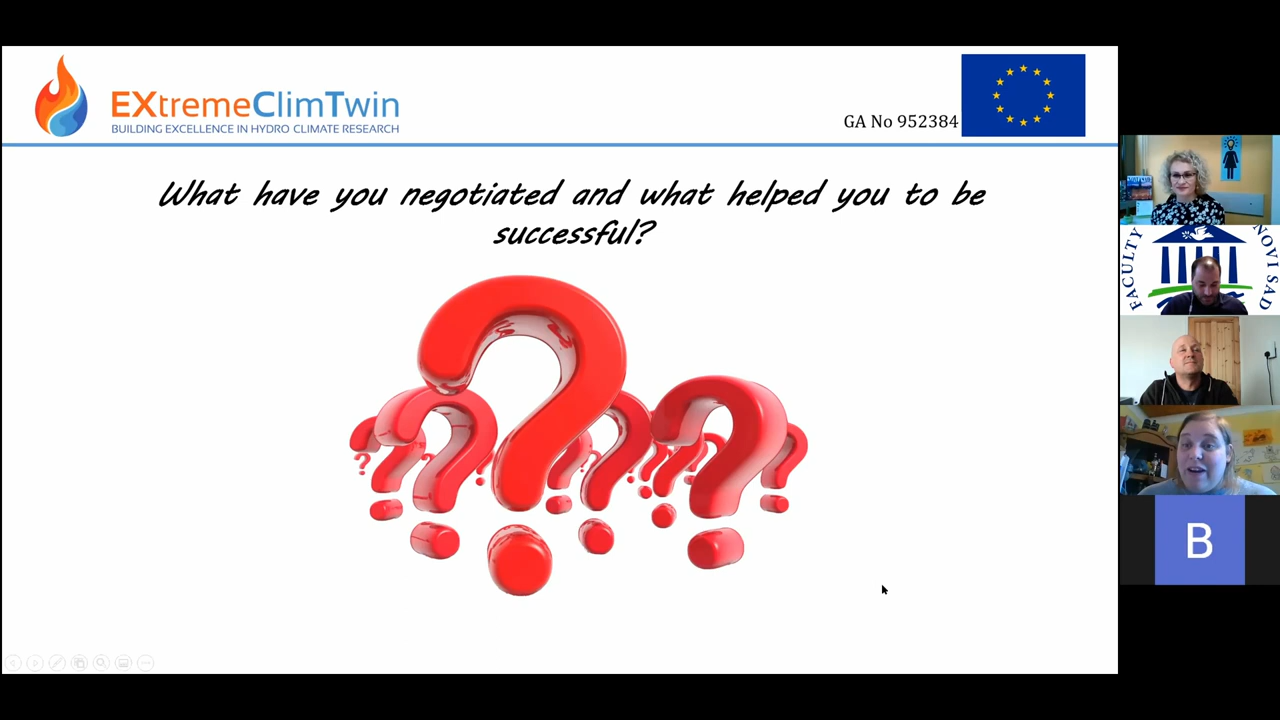 EXtremeClimTwin
BUILDING EXCELLENCE IN HYDRO CLIMATE RESEARCH
GA No 952384
What have you negotiated and what helped you to be
successful?
FACULTY
NOVI SAD
B